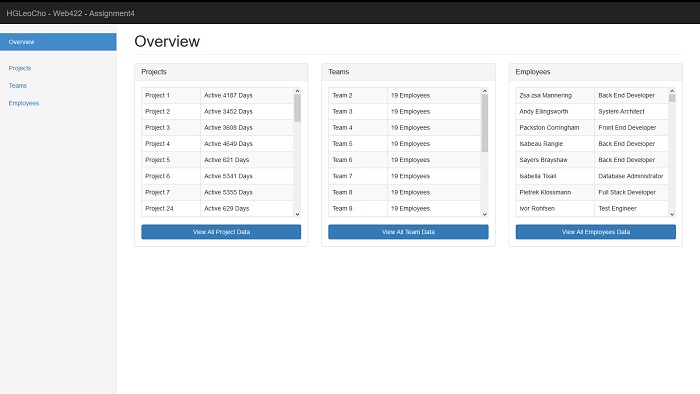 HGLeoCho - Web422 - Assignment4
Overview
Projects
Teams
Employees
Overview
Projects
Project 1 Active 4187 Days
Project 2 Active 3452 Days
Project 3 Active 3608 Days
Project 4 Active 4649 Days
Project 5 Active 621 Days
Project 6 Active 5341 Days
Project 7 Active 5355 Days
Project 24 Active 629 Days
View All Project Data
Teams
Team 2 19 Employees
Team 3 19 Employees
Team 4 19 Employees
Team 5 19 Employees
Team 6 19 Employees
Team 7 19 Employees
Team 8 19 Employees
Team 9 19 Employees
View All Team Data
Employees
Zsa zsa Mannering Back End Developer
Andy Ellingsworth System Architect
Packston Corringham Front End Developer
Isabeau Rangle Back End Developer
Sayers Brayshaw Back End Developer
Isabella Tixall Database Administrator
Pietrek Klossmann Full Stack Developer
Ivor Rohfsen Test Engineer
View All Employees Data